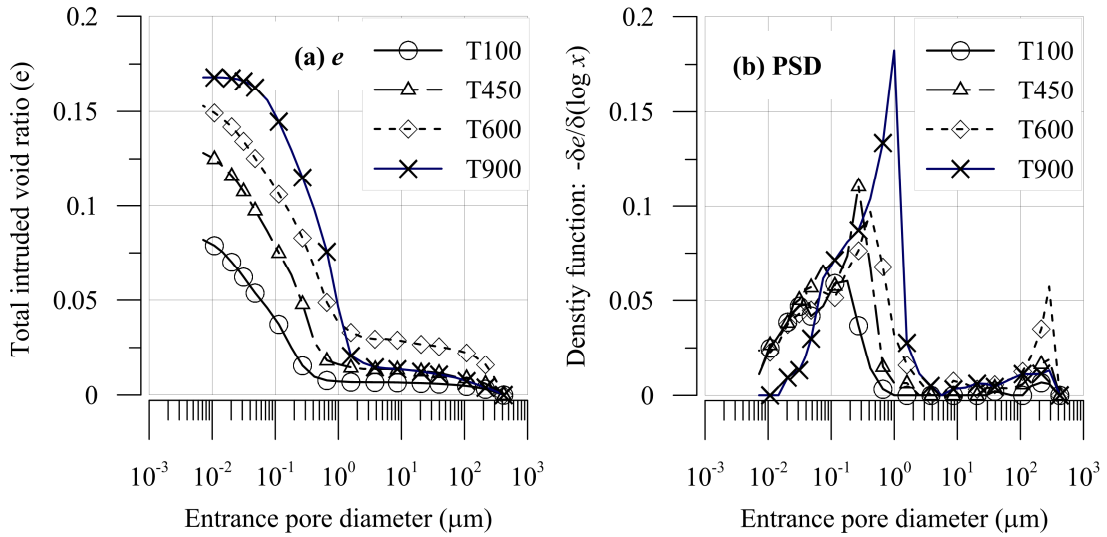 Total intruded void ratio (e)
0.2
0.15
0.1
0.05
0
(a) e
T100
T450
T600
T900
10-3 10-2 10-1 100 101 102 103
Entrance pore diameter (μm)
Denstiy function: -δe/δ(log x)
0.2
0.15
0.1
0.05
0
(b) PSD
T100
T450
T600
T900
10-3 10-2 10-1 100 101 102 103
Entrance pore diameter (μm)